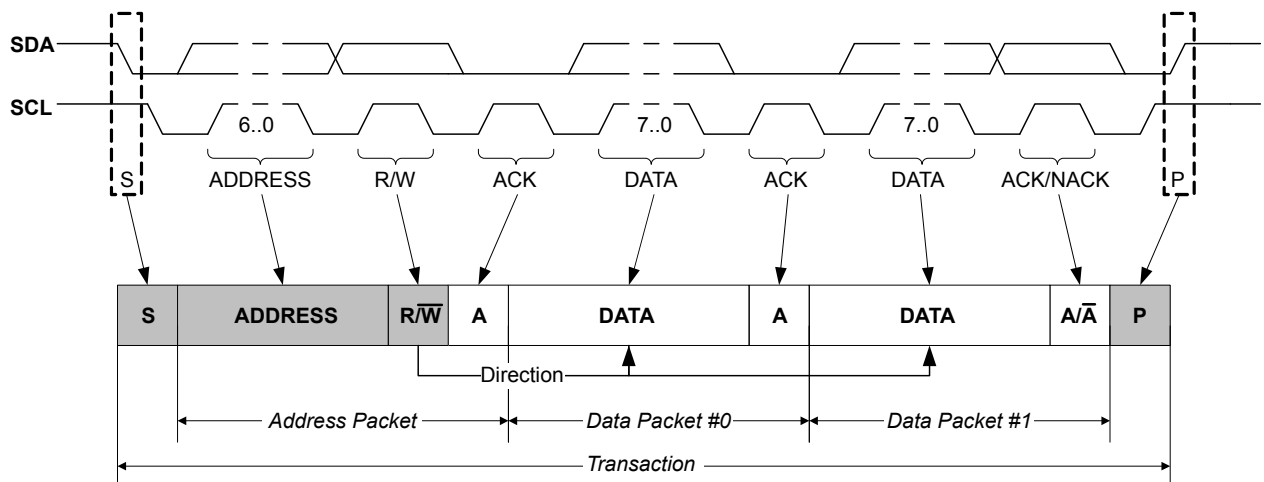 SDA
SCL
6..0 7..0 7..0
S ADDRESS R/W ACK DATA ACK DATA ACK/NACK P
S ADDRESS R/W̅ A DATA A DATA A/A̅ P
Direction
Address Packet Data Packet #0 Data Packet #1
Transaction